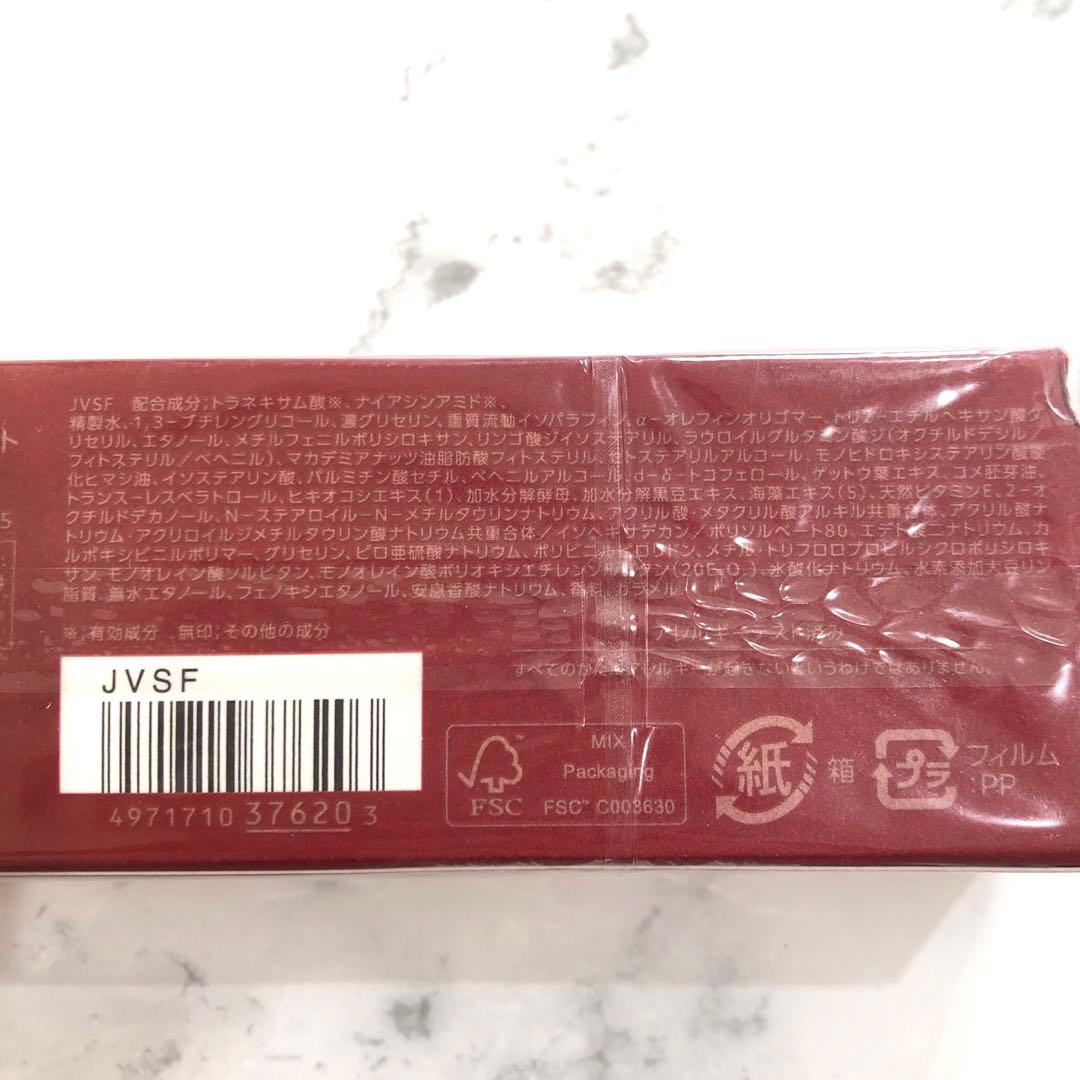 JVSF 配合成分;トラネキサム酸※、ナイアシンアミド※、
精製水、1,3-ブチレングリコール、濃グリセリン、重質流動イソパラフィン、α-オレフィンオリゴマー、トリ2-エチルヘキサン酸グ
リセリル、エタノール、メチルフェニルポリシロキサン、リンゴ酸ジイソステアリル、ラウロイルグルタミン酸ジ(オクチルドデシル
フィトステリル/ベヘニル)、マカデミアナッツ油脂肪酸フィトステリル、セトステアリルアルコール、モノヒドロキシステアリン酸硬
化ヒマシ油、イソステアリン酸、パルミチン酸セチル、ベヘニルアルコール、d-δ-トコフェロール、ゲットウ葉エキス、コメ胚芽油、
トランス-レスベラトロール、ヒキオコシエキス(1)、加水分解酵母、加水分解黒豆エキス、海藻エキス(5)、天然ビタミンE、2-オ
クチルドデカノール、N-ステアロイル-N-メチルタウリンナトリウム、アクリル酸・メタクリル酸アルキル共重合体、アクリル酸ナ
トリウム・アクリロイルジメチルタウリン酸ナトリウム共重合体/イソヘキサデカン/ポリソルベート80、エデト酸二ナトリウム、カ
ルボキシビニルポリマー、グリセリン、ピロ亜硫酸ナトリウム、ポリビニルピロリドン、メチル・トリフロロプロピルシクロポリシロキ
サン、モノオレイン酸ソルビタン、モノオレイン酸ポリオキシエチレンソルビタン(20E.O.)、水酸化ナトリウム、水素添加大豆リン
脂質、無水エタノール、フェノキシエタノール、安息香酸ナトリウム、香料、カラメル
※;有効成分 無印;その他の成分
アレルギーテスト済み
すべてのかたにアレルギーが起きないというわけではありません。
ト
5
4
JVSF
4971710 37620 3
FSC
MIX
Packaging
FSC™ C003630
紙
箱
プラ
フィルム
:PP